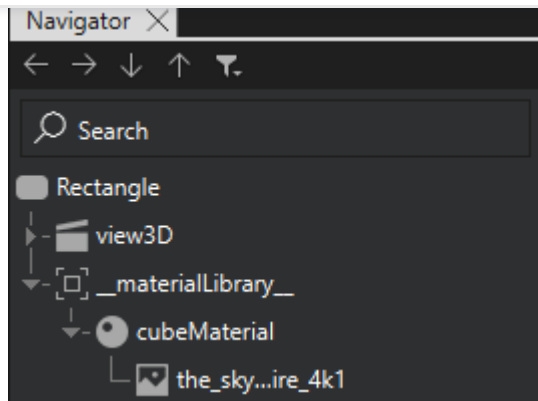 Navigator
Search
Rectangle
view3D
__materialLibrary__
cubeMaterial
the_sky...ire_4k1